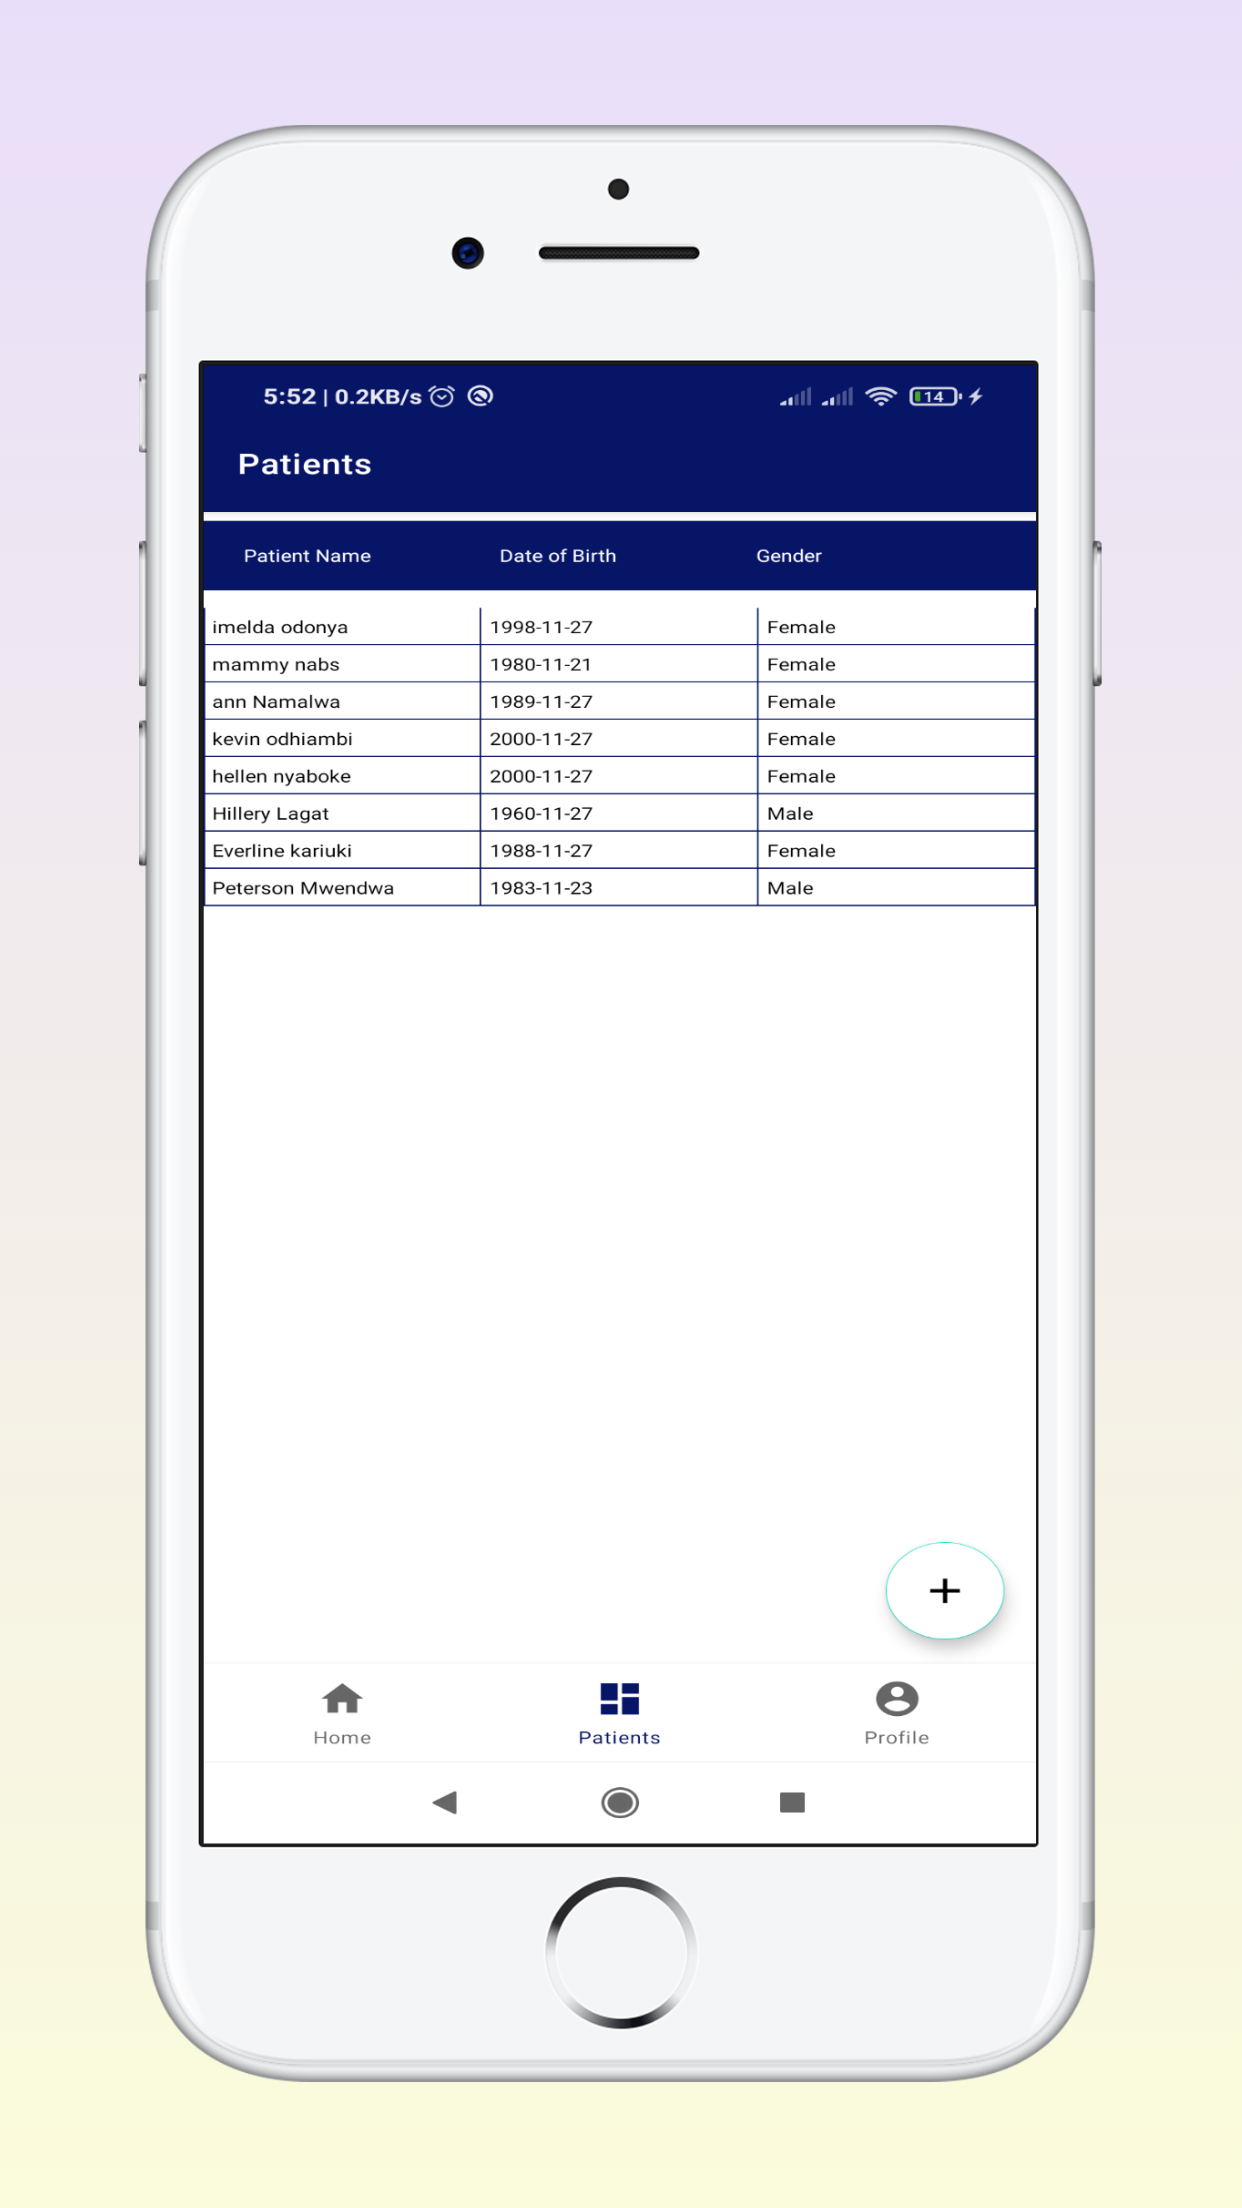 5:52 | 0.2KB/s 14
Patients
Patient Name Date of Birth Gender
imelda odonya 1998-11-27 Female
mammy nabs 1980-11-21 Female
ann Namalwa 1989-11-27 Female
kevin odhiambi 2000-11-27 Female
hellen nyaboke 2000-11-27 Female
Hillery Lagat 1960-11-27 Male
Everline kariuki 1988-11-27 Female
Peterson Mwendwa 1983-11-23 Male
Home Patients Profile